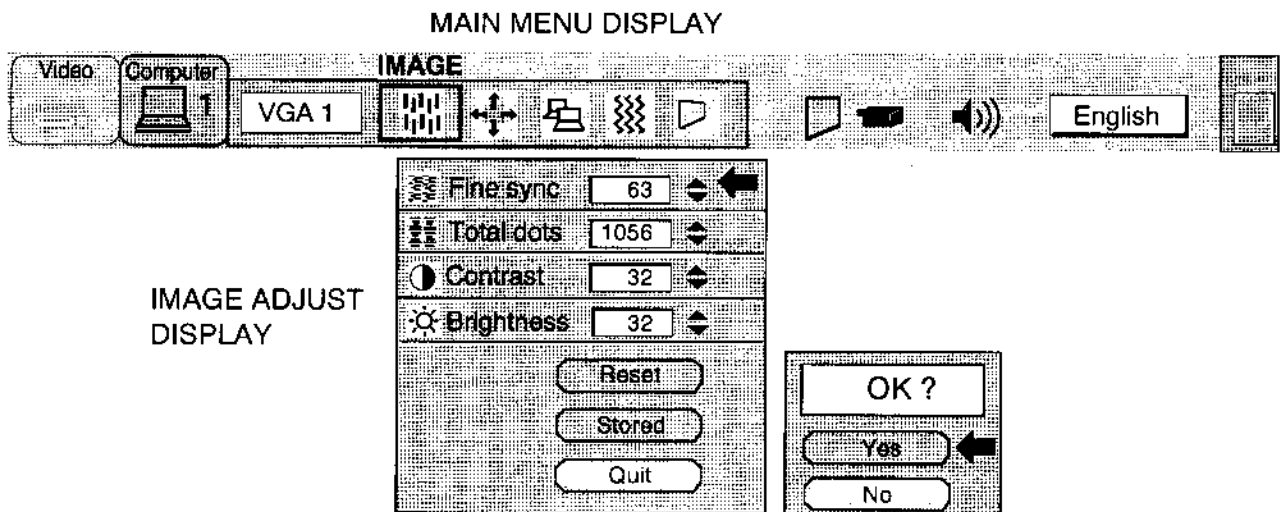 MAIN MENU DISPLAY
Video Computer IMAGE
1 VGA 1 English
Fine sync 63
Total dots 1056
Contrast 32
IMAGE ADJUST
DISPLAY
Brightness 32
Reset
OK ?
Stored
Yes
Quit
No